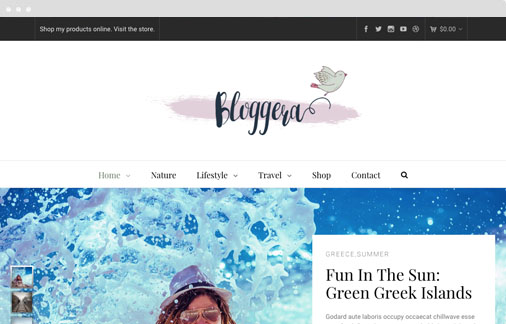 Shop my products online. Visit the store.
$0.00
Bloggera
Home Nature Lifestyle Travel Shop Contact
GREECE,SUMMER
Fun In The Sun:
Green Greek Islands
Godard aute laboris occupy occaecat chillwave esse